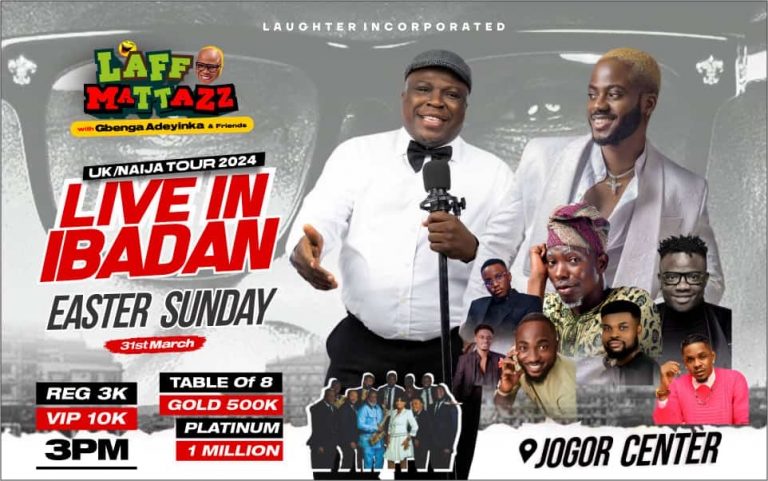 LAUGHTER INCORPORATED
LAFF
MATTAZZ
with Gbenga Adeyinka & Friends
UK/NAIJA TOUR 2024
LIVE IN
IBADAN
EASTER SUNDAY
31st March
REG 3K
VIP 10K
3PM
TABLE Of 8
GOLD 500K
PLATINUM
1 MILLION
JOGOR CENTER